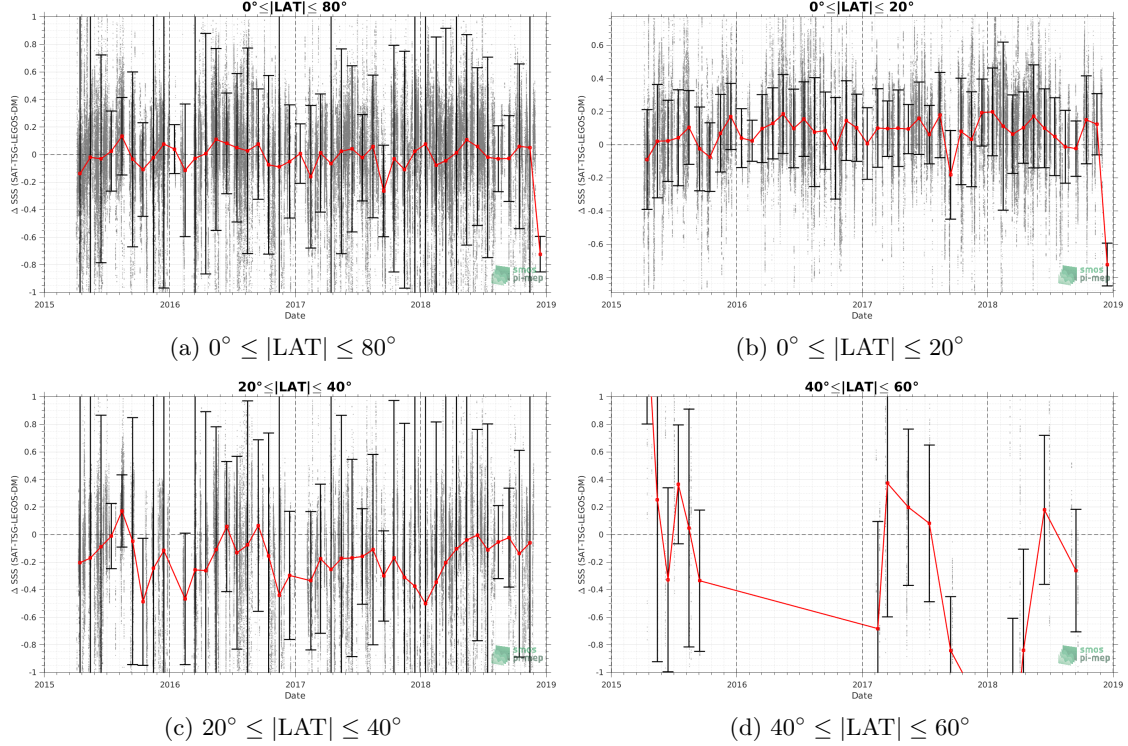 0°≤|LAT|≤ 80°
Δ SSS (SAT-TSG-LEGOS-DM)
1
0.8
0.6
0.4
0.2
0
-0.2
-0.4
-0.6
-0.8
-1
2015
2016
2017
2018
2019
Date
smos
pi-mep
(a) 0° ≤ |LAT| ≤ 80°
0°≤|LAT|≤ 20°
Δ SSS (SAT-TSG-LEGOS-DM)
0.6
0.4
0.2
0
-0.2
-0.4
-0.6
-0.8
2015
2016
2017
2018
2019
Date
smos
pi-mep
(b) 0° ≤ |LAT| ≤ 20°
20°≤|LAT|≤ 40°
Δ SSS (SAT-TSG-LEGOS-DM)
1
0.8
0.6
0.4
0.2
0
-0.2
-0.4
-0.6
-0.8
-1
2015
2016
2017
2018
2019
Date
smos
pi-mep
(c) 20° ≤ |LAT| ≤ 40°
40°≤|LAT|≤ 60°
Δ SSS (SAT-TSG-LEGOS-DM)
1
0.8
0.6
0.4
0.2
0
-0.2
-0.4
-0.6
-0.8
-1
2015
2016
2017
2018
2019
Date
smos
pi-mep
(d) 40° ≤ |LAT| ≤ 60°